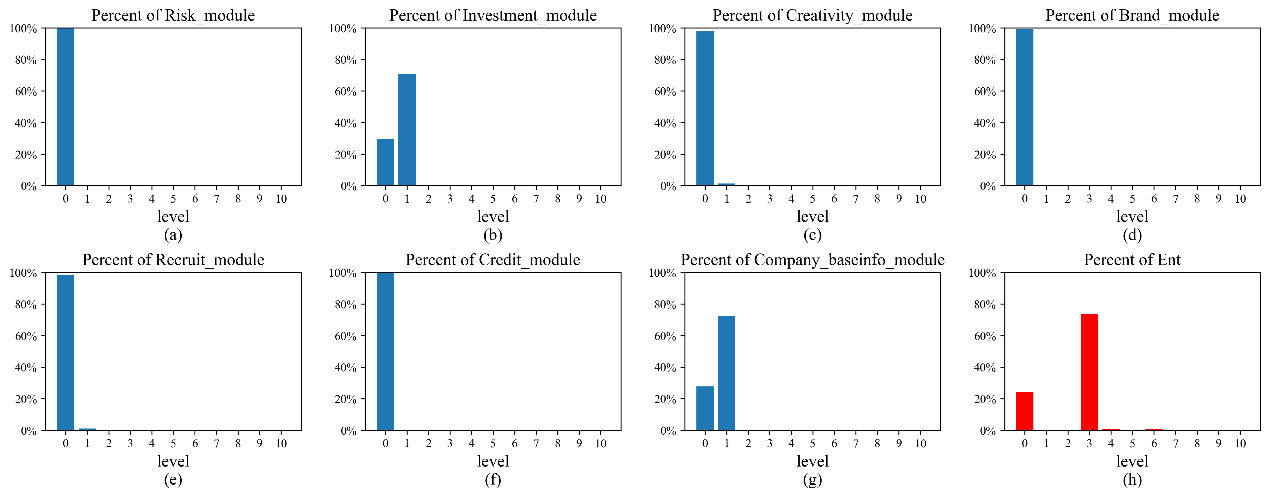 Percent of Risk_module
100%
80%
60%
40%
20%
0%
0 1 2 3 4 5 6 7 8 9 10
level
(a)
Percent of Investment_module
100%
80%
60%
40%
20%
0%
0 1 2 3 4 5 6 7 8 9 10
level
(b)
Percent of Creativity_module
100%
80%
60%
40%
20%
0%
0 1 2 3 4 5 6 7 8 9 10
level
(c)
Percent of Brand_module
100%
80%
60%
40%
20%
0%
0 1 2 3 4 5 6 7 8 9 10
level
(d)
Percent of Recruit_module
100%
80%
60%
40%
20%
0%
0 1 2 3 4 5 6 7 8 9 10
level
(e)
Percent of Credit_module
100%
80%
60%
40%
20%
0%
0 1 2 3 4 5 6 7 8 9 10
level
(f)
Percent of Company_baseinfo_module
100%
80%
60%
40%
20%
0%
0 1 2 3 4 5 6 7 8 9 10
level
(g)
Percent of Ent
100%
80%
60%
40%
20%
0%
0 1 2 3 4 5 6 7 8 9 10
level
(h)